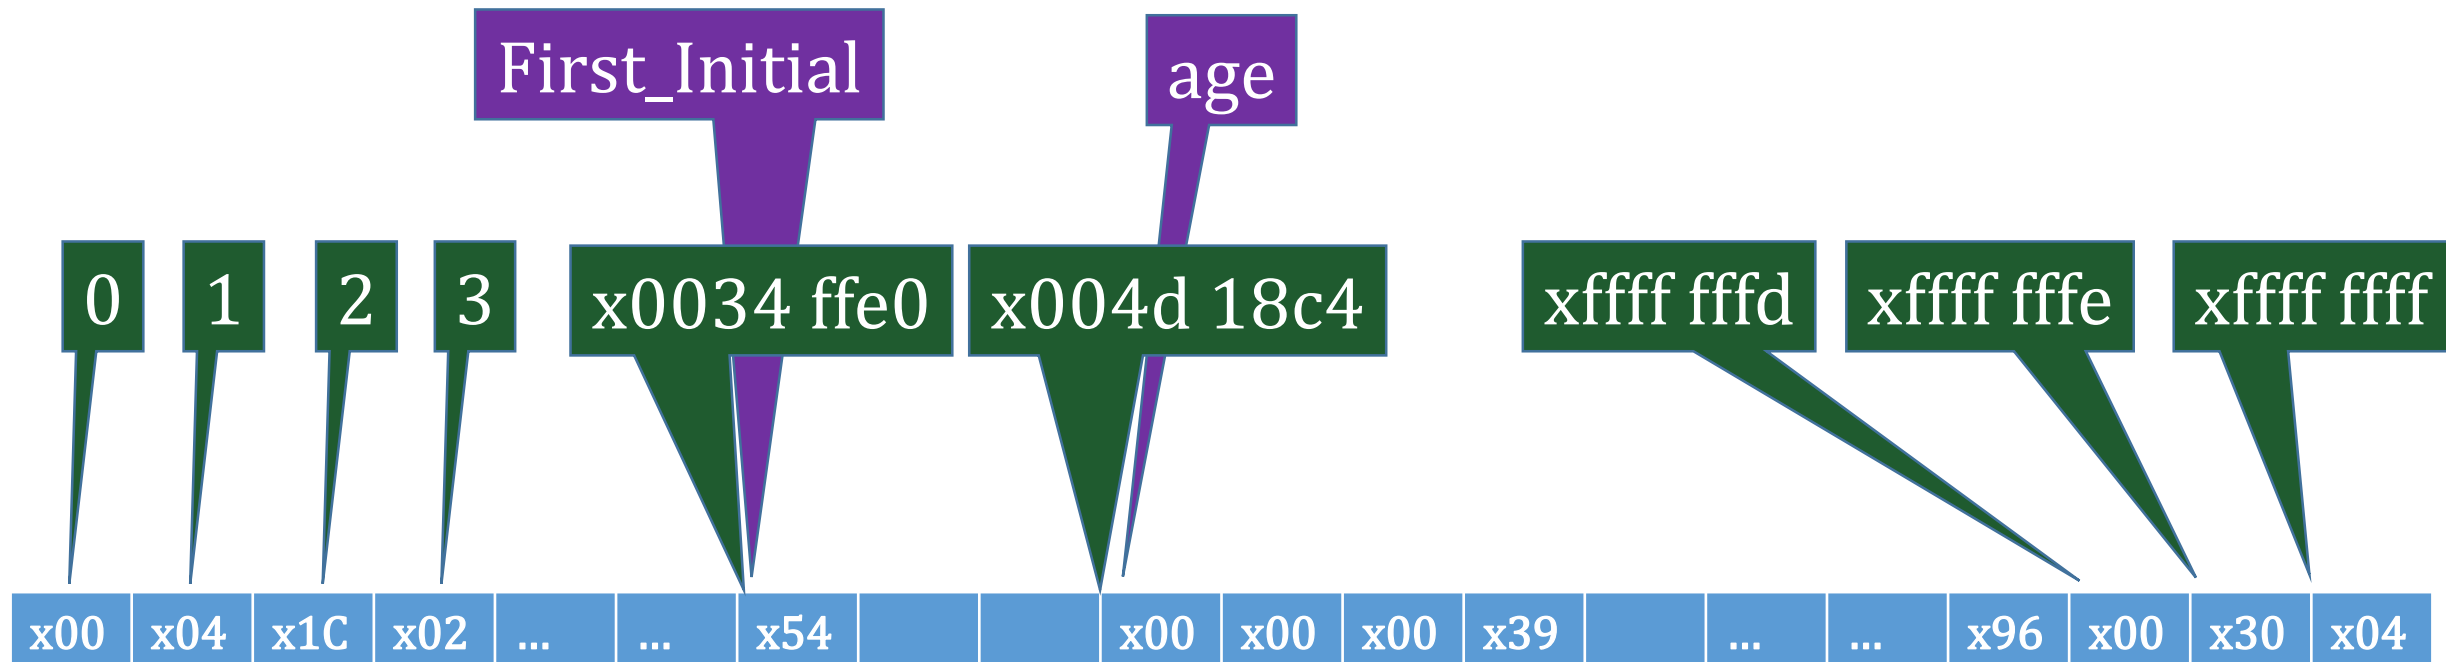 First_Initial
age
0
1
2
3
x0034 ffe0
x004d 18c4
xffff fffd
xffff fffe
xffff ffff
x00 x04 x1C x02 ... ... x54 x00 x00 x00 x39 ... ... x96 x00 x30 x04